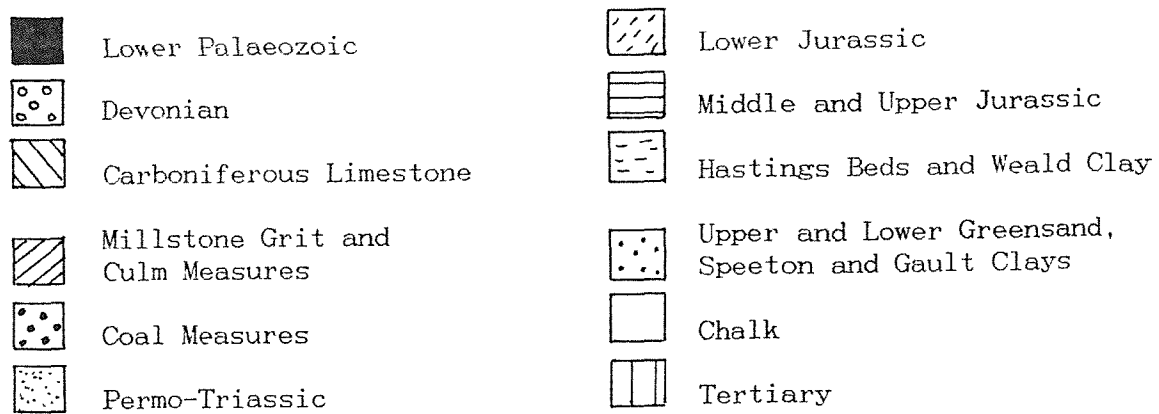 Lower Palaeozoic
Devonian
Carboniferous Limestone
Millstone Grit and
Culm Measures
Coal Measures
Permo-Triassic
Lower Jurassic
Middle and Upper Jurassic
Hastings Beds and Weald Clay
Upper and Lower Greensand,
Speeton and Gault Clays
Chalk
Tertiary